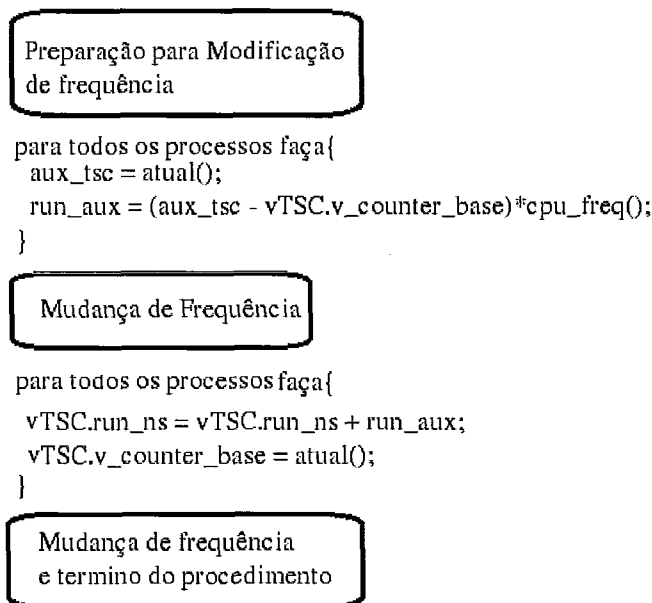 Preparação para Modificação
de frequência
para todos os processos faça{
aux_tsc = atual();
run_aux = (aux_tsc - vTSC.v_counter_base)*cpu_freq();
}
Mudança de Frequência
para todos os processos faça{
vTSC.run_ns = vTSC.run_ns + run_aux;
vTSC.v_counter_base = atual();
}
Mudança de frequência
e termino do procedimento